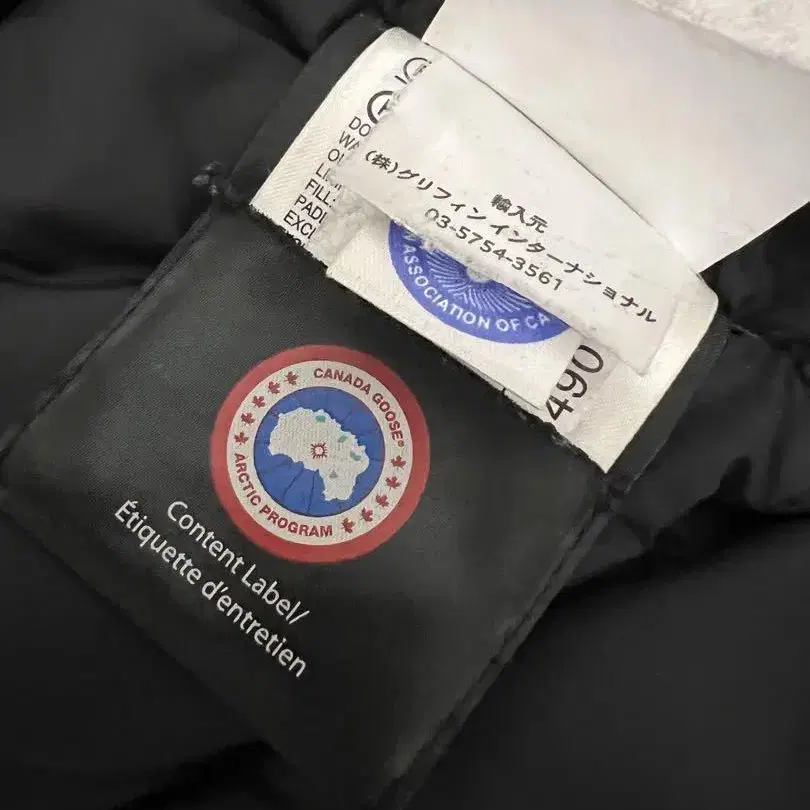 輸入元
(株)グリフィン インターナショナル
03-5754-3561
FILL:
ASSOCIATION OF CA
490
CANADA GOOSE®
ARCTIC PROGRAM
Content Label/
Étiquette d'entretien